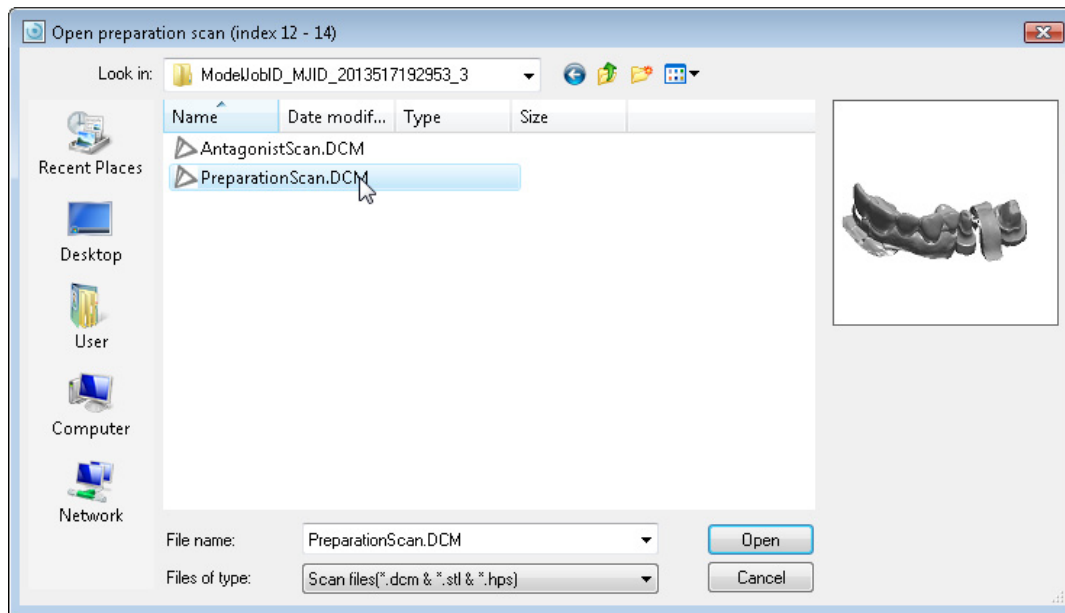 Open preparation scan (index 12 - 14)
Look in: ModelJobID_MJID_2013517192953_3
Name Date modif... Type Size
AntagonistScan.DCM
PreparationScan.DCM
Recent Places
Desktop
User
Computer
Network
File name: PreparationScan.DCM Open
Files of type: Scan files(*.dcm & *.stl & *.hps) Cancel